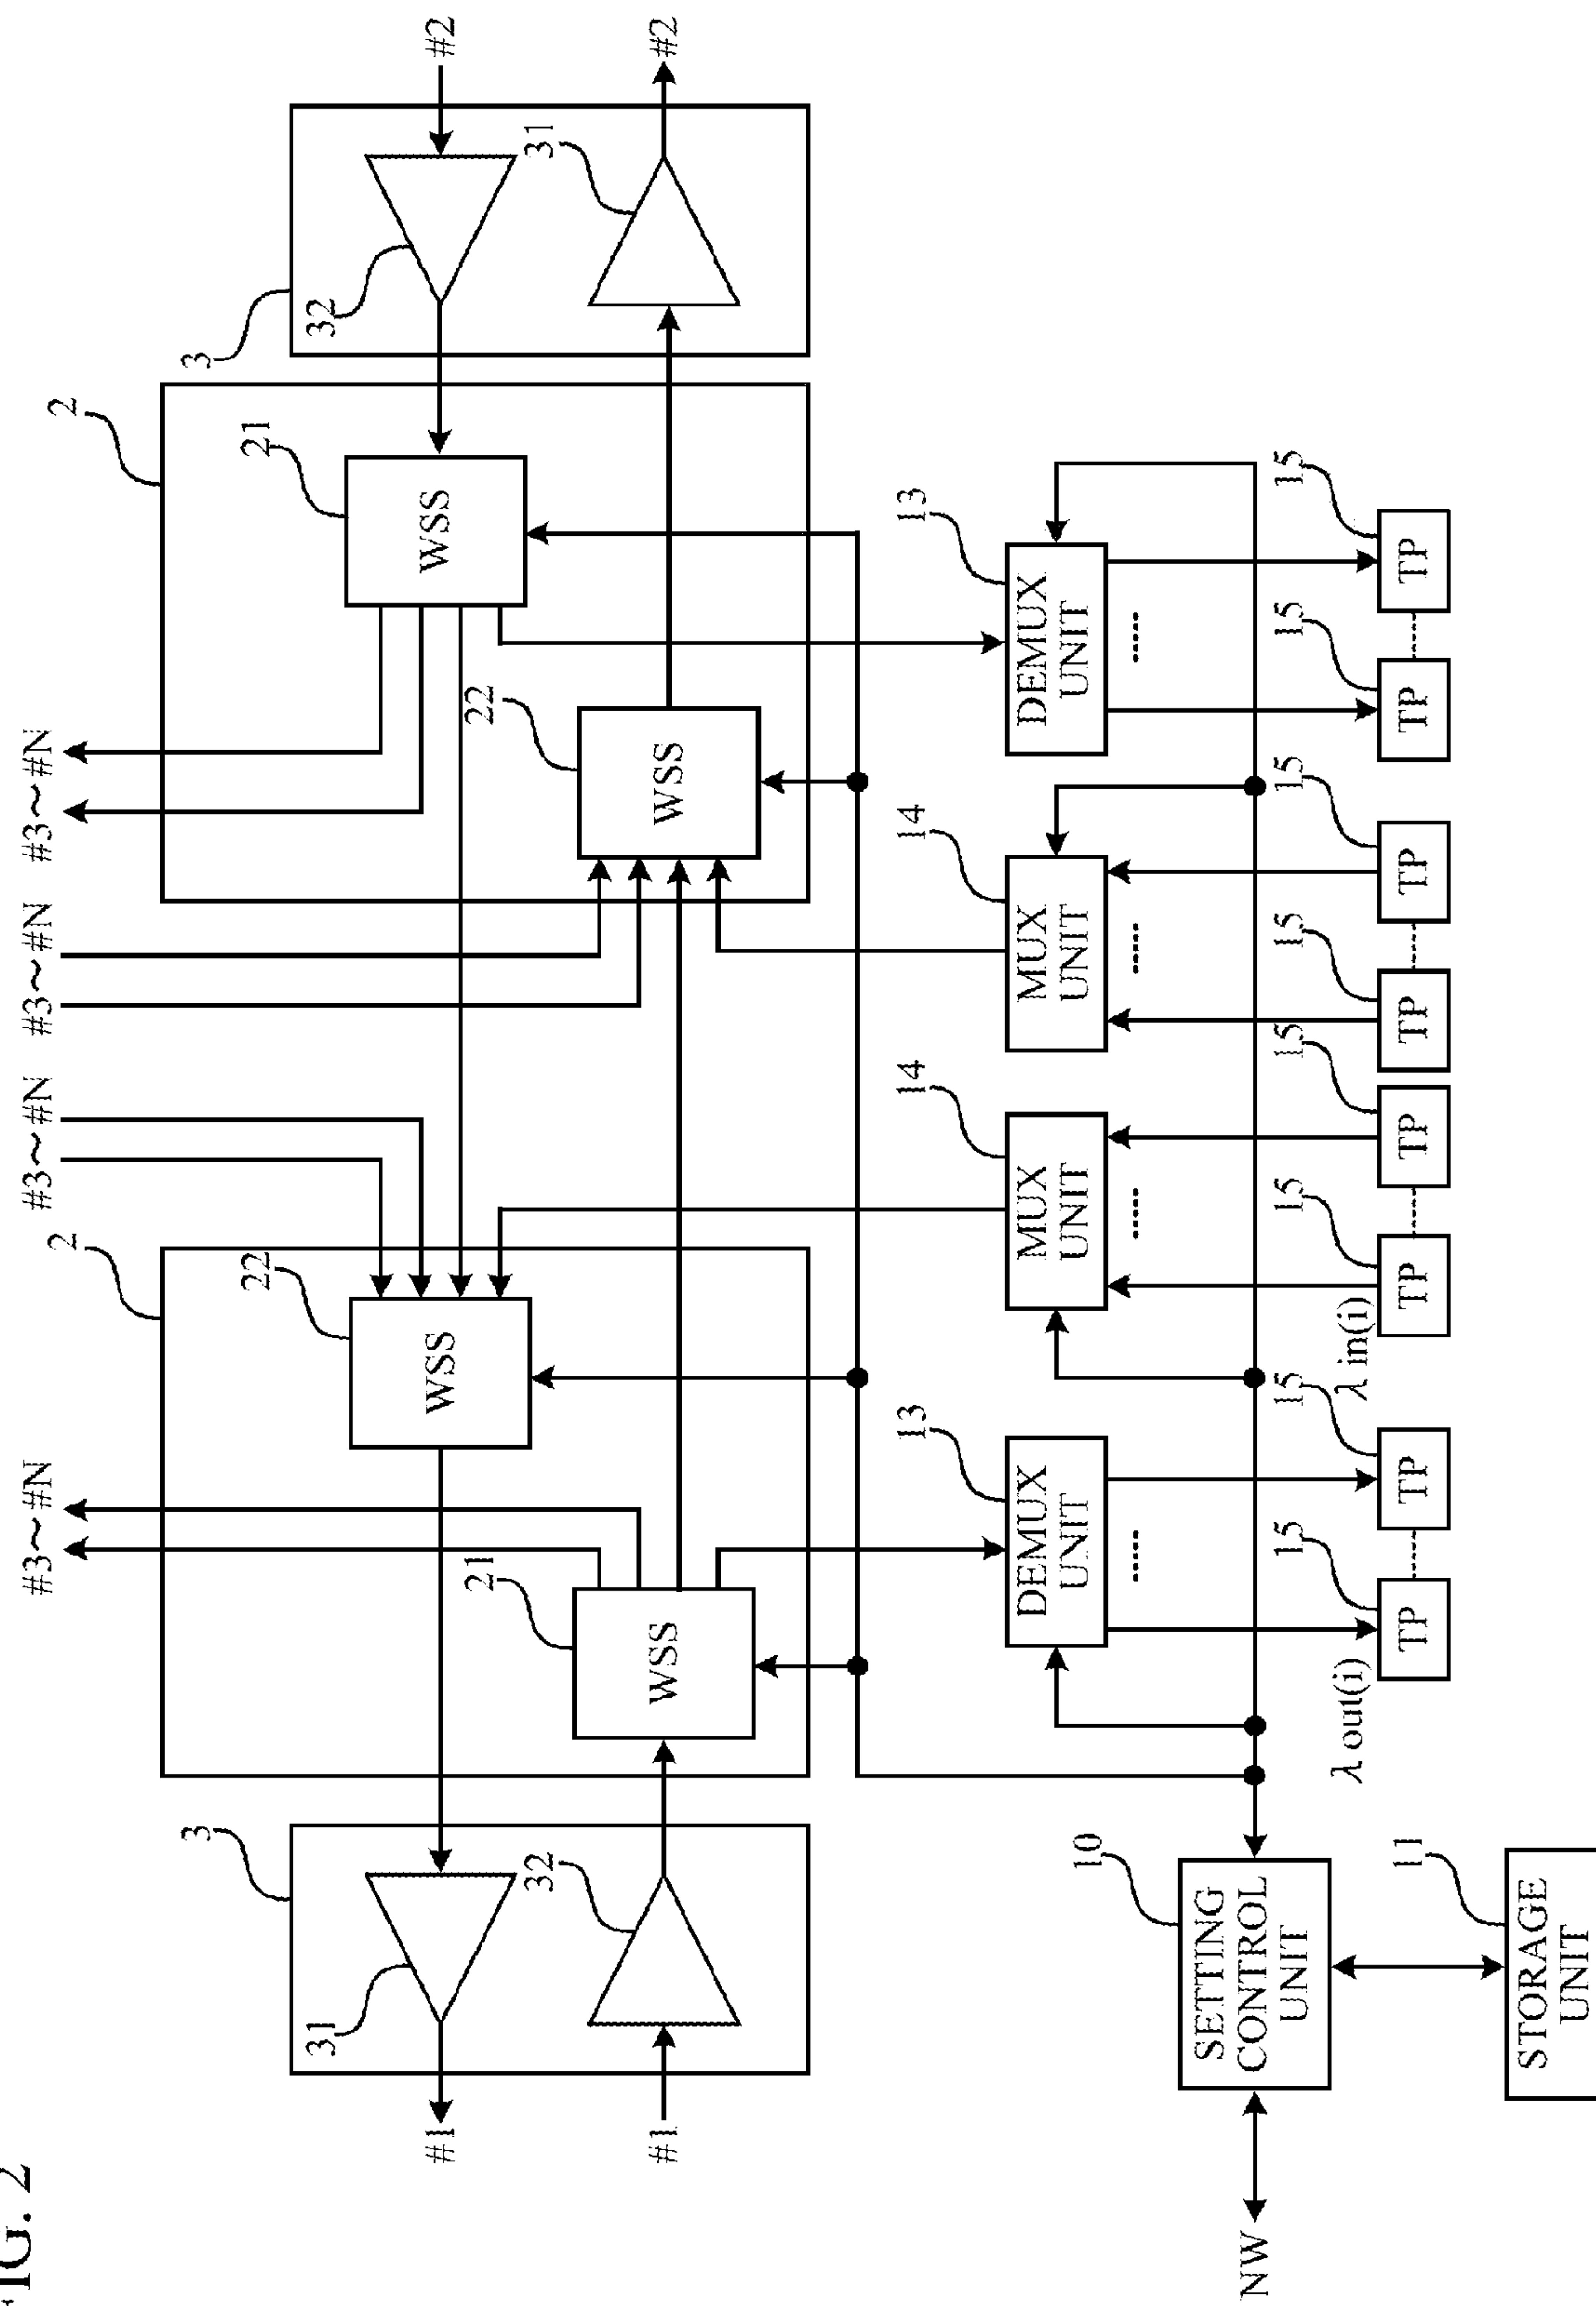 FIG. 2
#3～#N
#3～#N
#3～#N
#3～#N
2
2
3
3
22
21
31
32
WSS
WSS
32
31
#1
#2
21
22
WSS
WSS
#1
#2
13
14
14
13
DEMUX
UNIT
MUX
UNIT
MUX
UNIT
DEMUX
UNIT
.....
.....
.....
.....
10
NW
SETTING
CONTROL
UNIT
15
15
15
15
15
15
15
15
λ out(i)
λ in(i)
TP
TP
TP
TP
TP
TP
TP
TP
11
STORAGE
UNIT